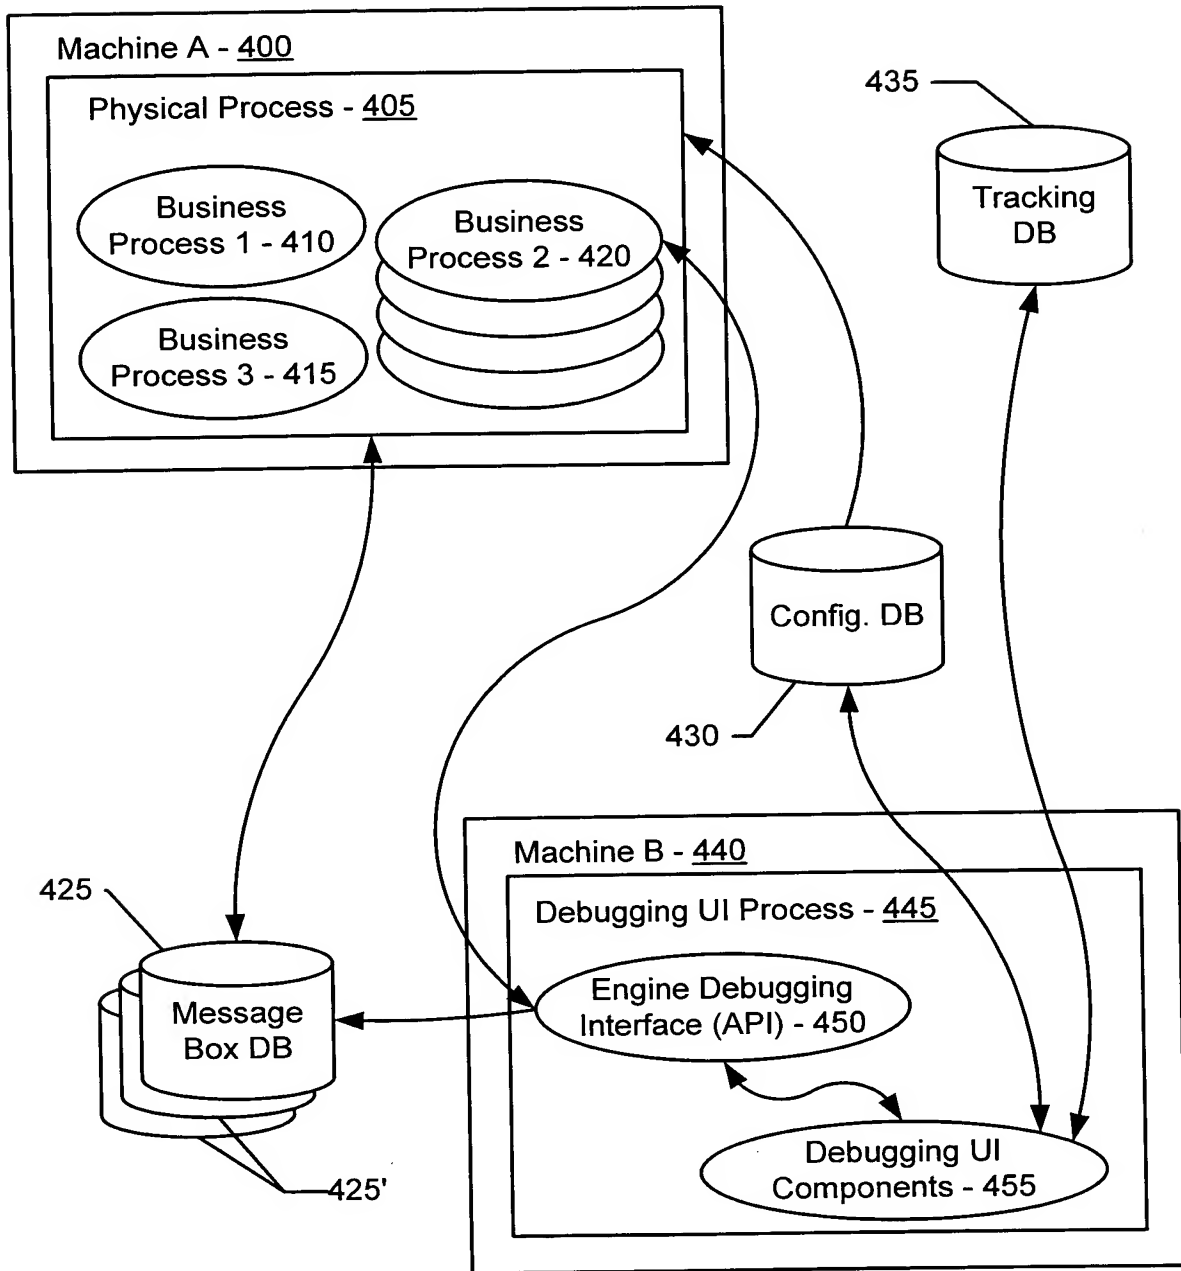 Machine A - 400
Physical Process - 405
Business
Process 1 - 410
Business
Process 2 - 420
Business
Process 3 - 415
435
Tracking
DB
Config. DB
430
425
Message
Box DB
425'
Machine B - 440
Debugging UI Process - 445
Engine Debugging
Interface (API) - 450
Debugging UI
Components - 455